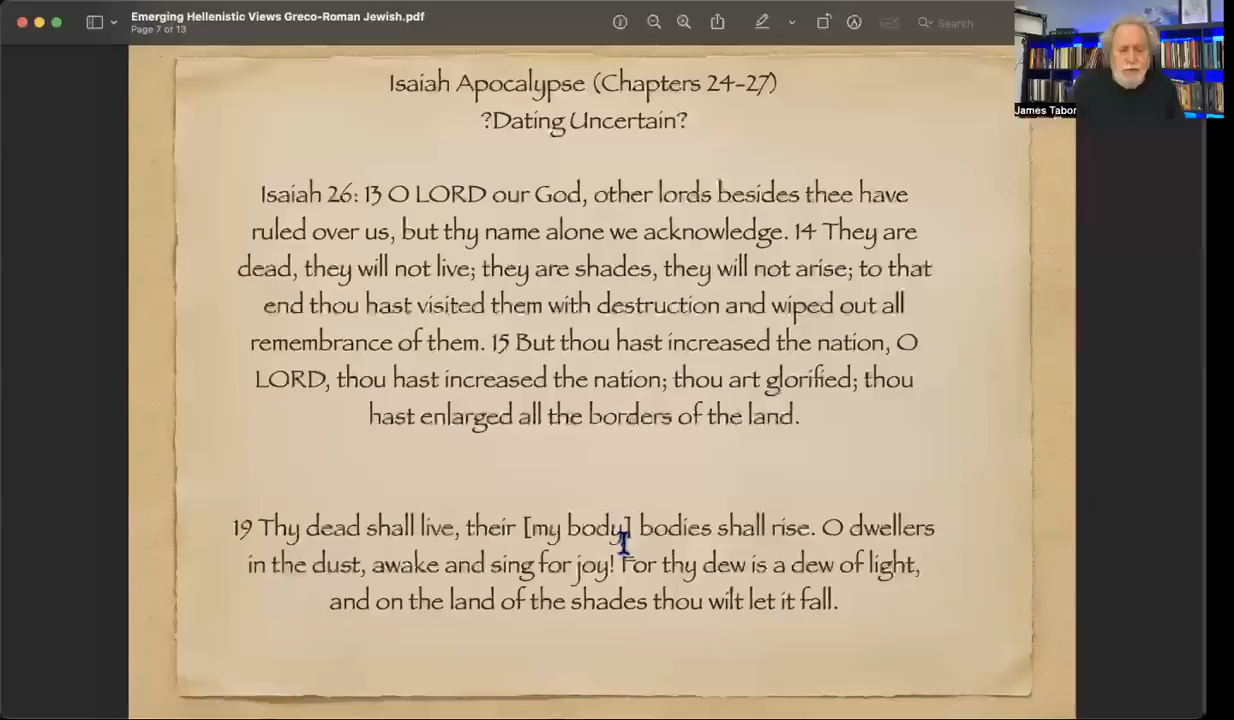 Emerging Hellenistic Views Greco-Roman Jewish.pdf
Page 7 of 13
Search
James Tabor
Isaiah Apocalypse (Chapters 24-27)
?Dating Uncertain?
Isaiah 26: 13 O LORD our God, other lords besides thee have
ruled over us, but thy name alone we acknowledge. 14 They are
dead, they will not live; they are shades, they will not arise; to that
end thou hast visited them with destruction and wiped out all
remembrance of them. 15 But thou hast increased the nation, O
LORD, thou hast increased the nation; thou art glorified; thou
hast enlarged all the borders of the land.
19 Thy dead shall live, their [my body] bodies shall rise. O dwellers
in the dust, awake and sing for joy! For thy dew is a dew of light,
and on the land of the shades thou wilt let it fall.